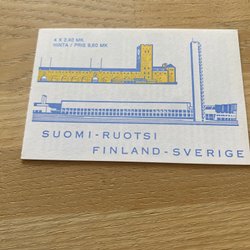 4 X 2,40 MK
HINTA / PRIS 9,60 MK
SUOMI-RUOTSI
FINLAND-SVERIGE